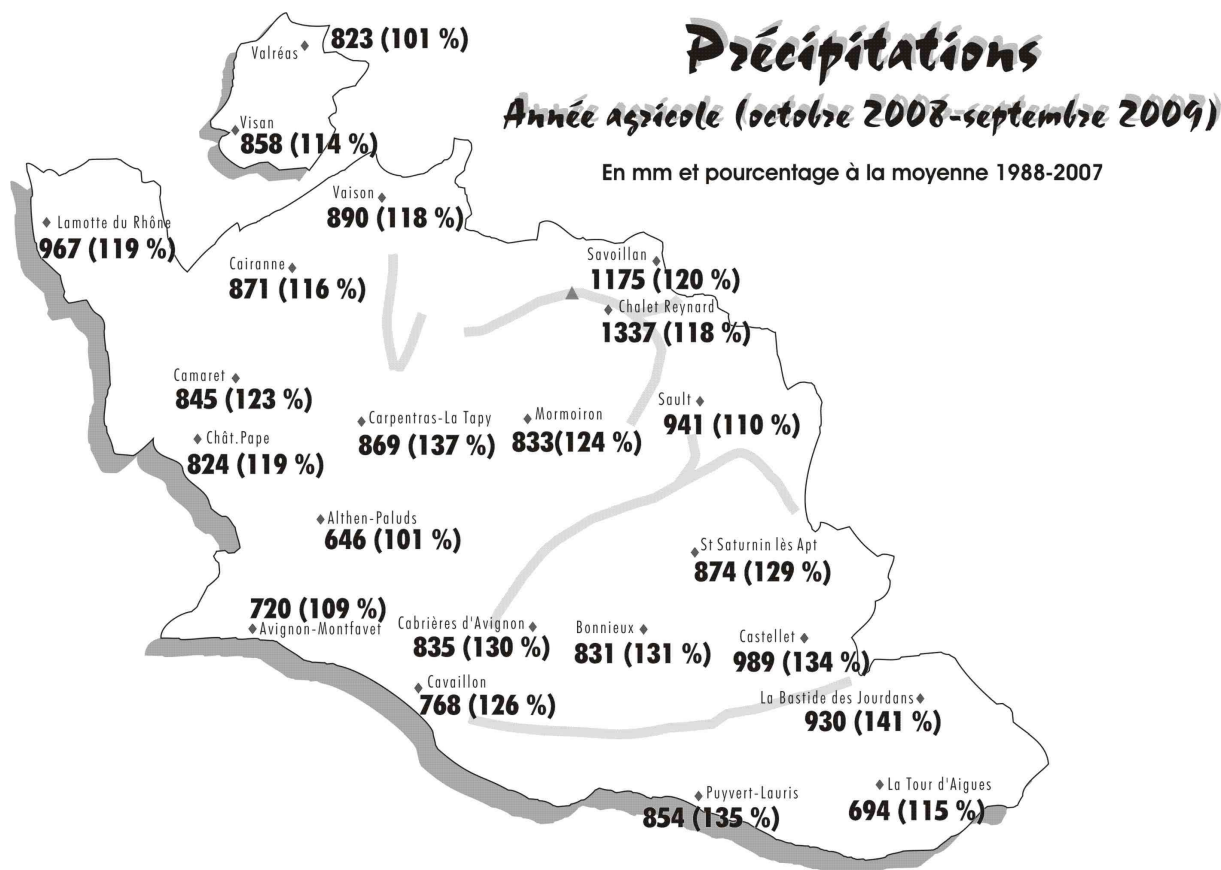 Précipitations
Année agricole (octobre 2008-septembre 2009)
En mm et pourcentage à la moyenne 1988-2007
823 (101 %)
Valréas
Visan
858 (114 %)
Vaison
890 (118 %)
Lamotte du Rhône
967 (119 %)
Cairanne
871 (116 %)
Savoillan
1175 (120 %)
Chalet Reynard
1337 (118 %)
Camaret
845 (123 %)
Carpentras-La Tapy
869 (137 %)
Mormoiron
833(124 %)
Sault
941 (110 %)
Chât.Pape
824 (119 %)
Althen-Paluds
646 (101 %)
St Saturnin lès Apt
874 (129 %)
720 (109 %)
Avignon-Montfavet
Cabrières d'Avignon
835 (130 %)
Bonnieux
831 (131 %)
Castellet
989 (134 %)
Cavaillon
768 (126 %)
La Bastide des Jourdans
930 (141 %)
Puyvert-Lauris
854 (135 %)
La Tour d'Aigues
694 (115 %)